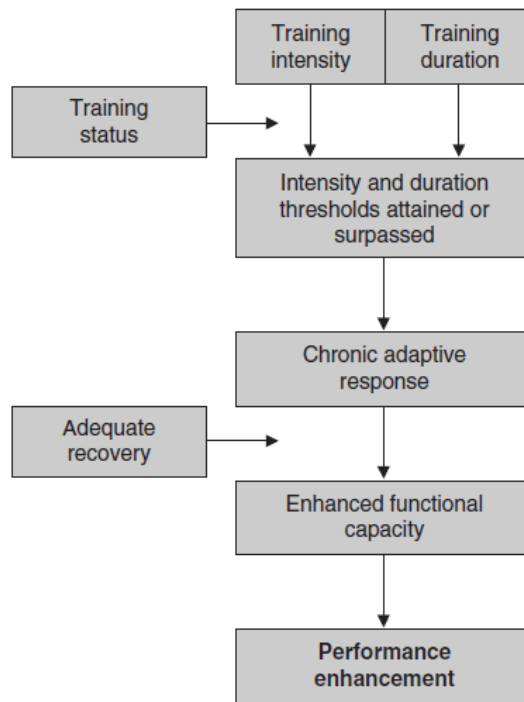 Training
intensity
Training
duration
Training
status
Intensity and duration
thresholds attained or
surpassed
Chronic adaptive
response
Adequate
recovery
Enhanced functional
capacity
Performance
enhancement